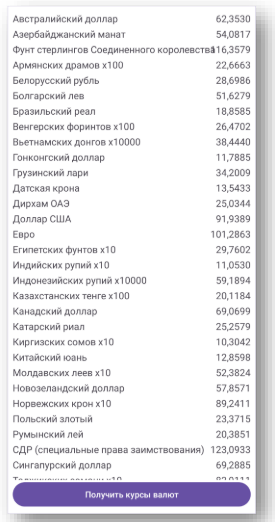 Австралийский доллар 62,3530
Азербайджанский манат 54,0817
Фунт стерлингов Соединенного королевства 116,3579
Армянских драмов x100 22,6663
Белорусский рубль 28,6986
Болгарский лев 51,6279
Бразильский реал 18,8585
Венгерских форинтов x100 26,4702
Вьетнамских донгов x10000 38,4440
Гонконгский доллар 11,7885
Грузинский лари 34,2009
Датская крона 13,5433
Дирхам ОАЭ 25,0344
Доллар США 91,9389
Евро 101,2863
Египетских фунтов x10 29,7602
Индийских рупий x10 11,0530
Индонезийских рупий x10000 59,1894
Казахстанских тенге x100 20,1184
Канадский доллар 69,0699
Катарский риал 25,2579
Киргизских сомов x10 10,3042
Китайский юань 12,8598
Молдавских леев x10 52,3824
Новозеландский доллар 57,8571
Норвежских крон x10 89,2411
Польский злотый 23,3715
Румынский лей 20,3851
СДР (специальные права заимствования) 123,0933
Сингапурский доллар 69,2885
Получить курсы валют